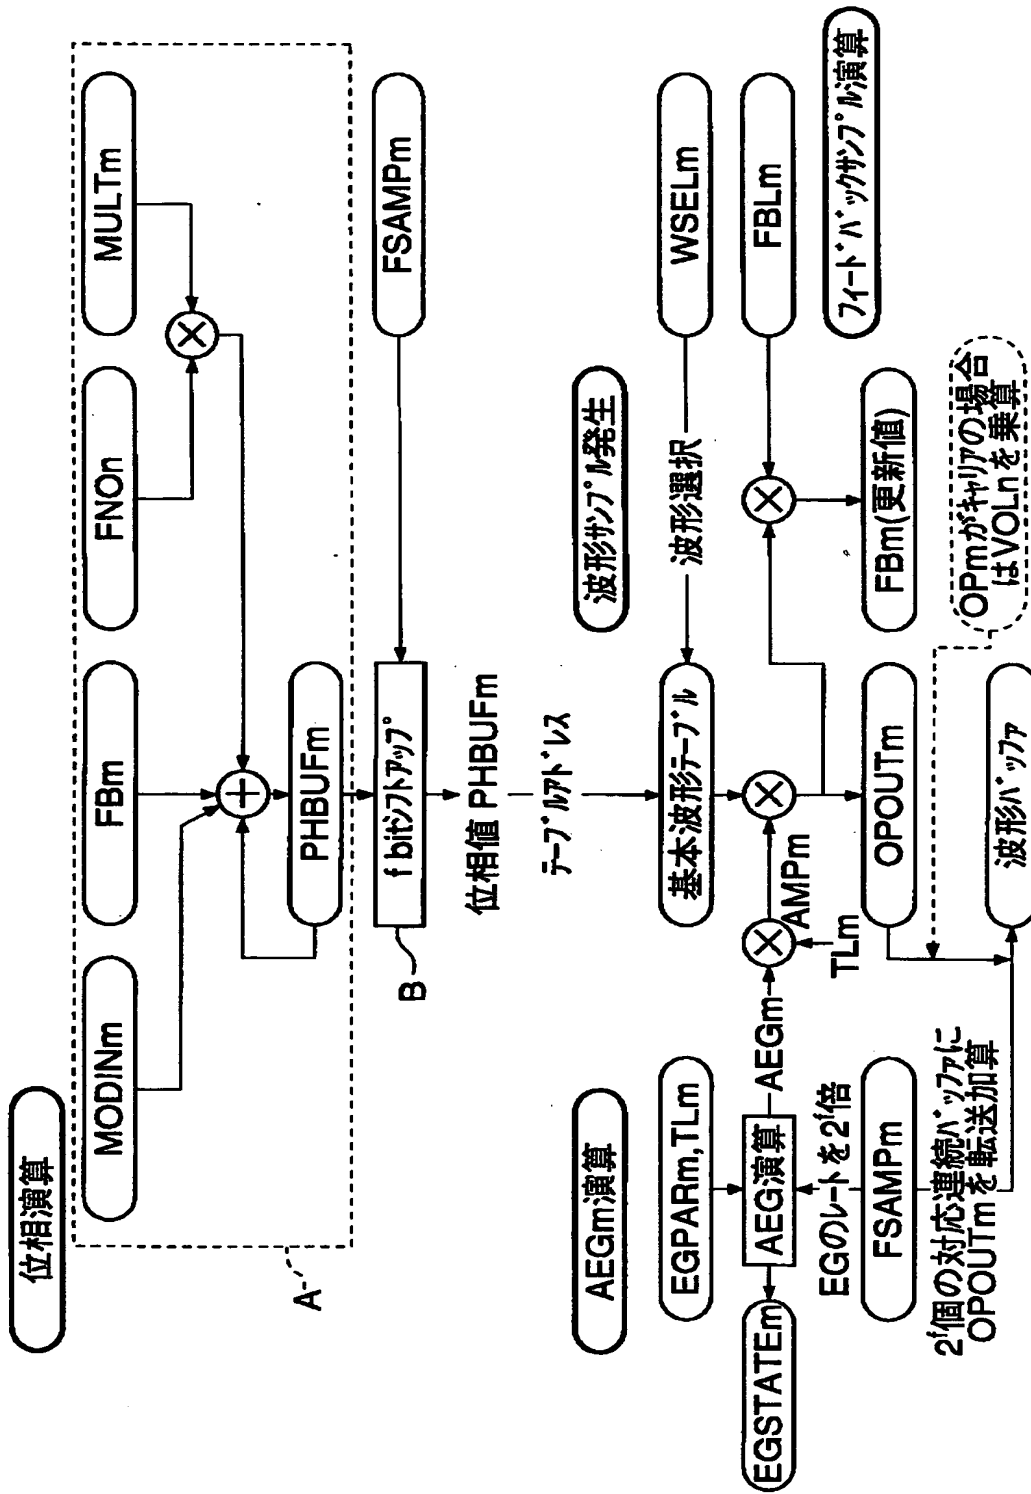 位相演算
MODINm
FBm
FNOn
MULTm
A
PHBUFm
B
f bitシフトアップ
FSAMPm
位相値 PHBUFm
テーブルアドレス
AEGm演算
波形サンプル発生
EGPARm,TLm
基本波形テーブル
波形選択
WSELm
EGSTATEm
AEG演算
AEGm
AMPm
TLm
FBLm
EGのレートを2f倍
FSAMPm
OPOUTm
FBm(更新値)
フィードバックサンプル演算
2f個の対応連続バッファに
OPOUTmを転送加算
OPmがキャリアの場合
はVOLnを乗算
波形バッファ